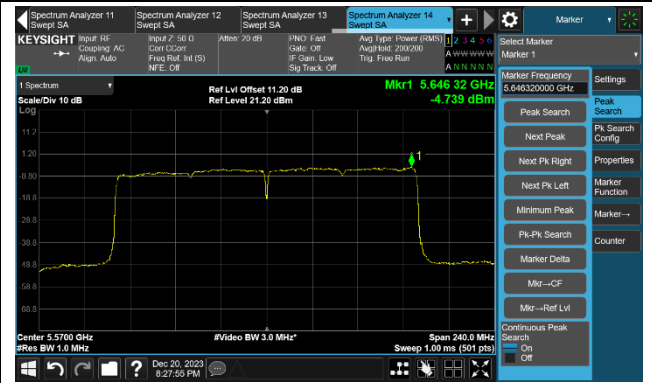 Spectrum Analyzer 11
Swept SA
Spectrum Analyzer 12
Swept SA
Spectrum Analyzer 13
Swept SA
Spectrum Analyzer 14
Swept SA
Marker
KEYSIGHT
Input: RF
Coupling: AC
Align: Auto
Input Z: 50 Ω
Corr CCorr
Freq Ref: Int (S)
NFE: Off
Atten: 20 dB
PNO: Fast
Gate: Off
IF Gain: Low
Sig Track: Off
Avg Type: Power (RMS)
Avg|Hold: 200/200
Trig: Free Run
1 2 3 4 5 6
A W W W W W
A N N N N N
LVI
Select Marker
Marker 1
1 Spectrum
Scale/Div 10 dB
Log
Ref Lvl Offset 11.20 dB
Ref Level 21.20 dBm
Mkr1 5.646 32 GHz
-4.739 dBm
11.2
1
-8.80
-18.8
-28.8
-38.8
-48.8
-58.8
-68.8
Center 5.5700 GHz
#Res BW 1.0 MHz
#Video BW 3.0 MHz*
Span 240.0 MHz
Sweep 1.00 ms (501 pts)
Marker Frequency
5.646320000 GHz
Peak Search
Next Peak
Next Pk Right
Next Pk Left
Minimum Peak
Pk-Pk Search
Marker Delta
Mkr→CF
Mkr→Ref Lvl
Continuous Peak
Search
On
Off
Settings
Peak
Search
Pk Search
Config
Properties
Marker
Function
Marker→
Counter
?
Dec 20, 2023
8:27:55 PM